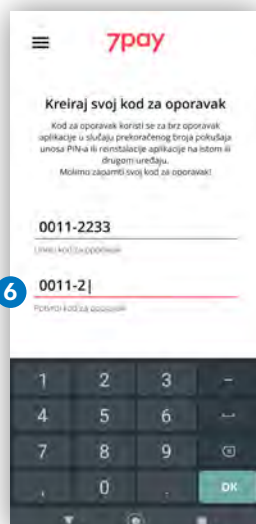 7pay
Kreiraj svoj kod za oporavak
Kod za oporavak koristi se za brz oporavak
aplikacije u slučaju prekoračenog broja pokušaja
unosa PIN-a ili reinstalacije aplikacije na istom ili
drugom uređaju.
Molimo zapamti svoj kod za oporavak!
0011-2233
Unesi kod za oporavak
6
0011-2
Potvrdi kod za oporavak
1 2 3 -
4 5 6
7 8 9
, 0 . OK